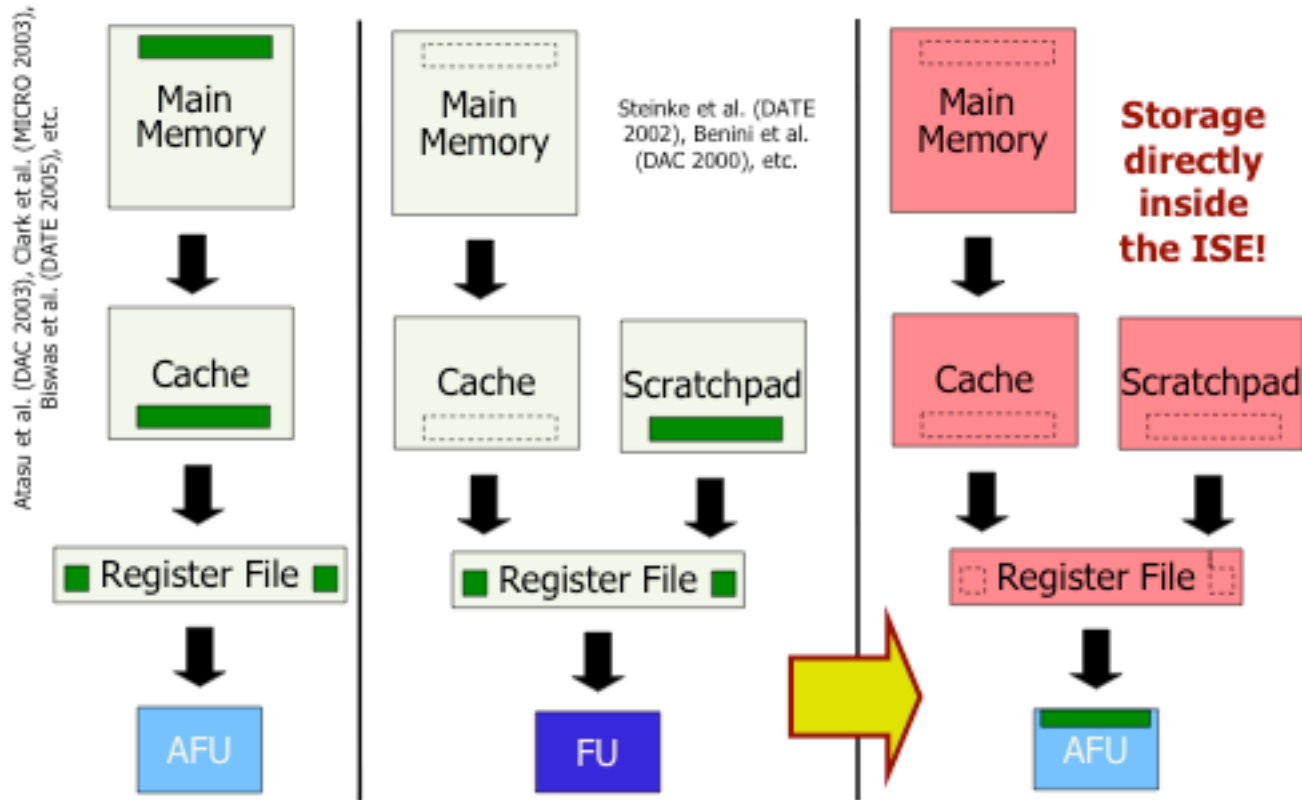 Atasu et al. (DAC 2003), Clark et al. (MICRO 2003),
Biswas et al. (DATE 2005), etc.
Main
Memory
Cache
Register File
AFU
Main
Memory
Steinke et al. (DATE
2002), Benini et al.
(DAC 2000), etc.
Cache
Scratchpad
Register File
FU
Main
Memory
Storage
directly
inside
the ISE!
Cache
Scratchpad
Register File
AFU